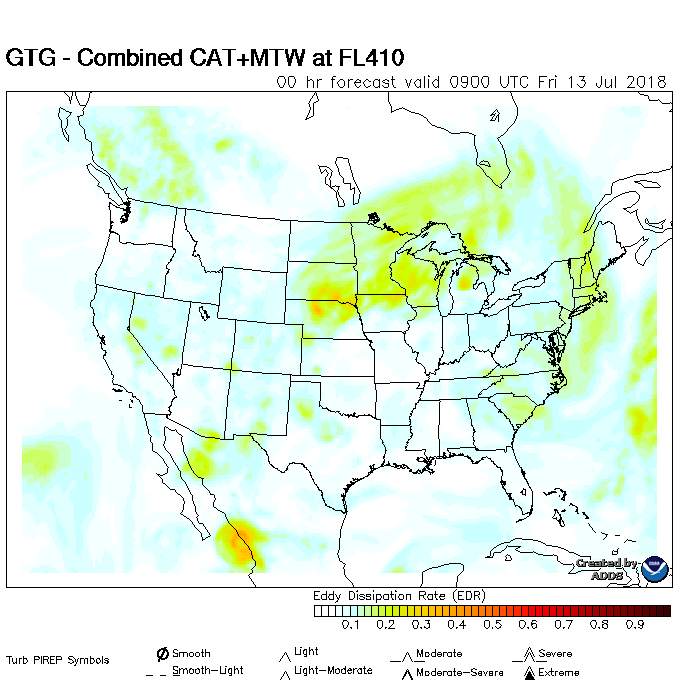 GTG - Combined CAT+MTW at FL410
00 hr forecast valid 0900 UTC Fri 13 Jul 2018
Created by
ADDS
Eddy Dissipation Rate (EDR)
0.1 0.2 0.3 0.4 0.5 0.6 0.7 0.8 0.9
Turb PIREP Symbols
Smooth Light Moderate Severe
Smooth-Light Light-Moderate Moderate-Severe Extreme